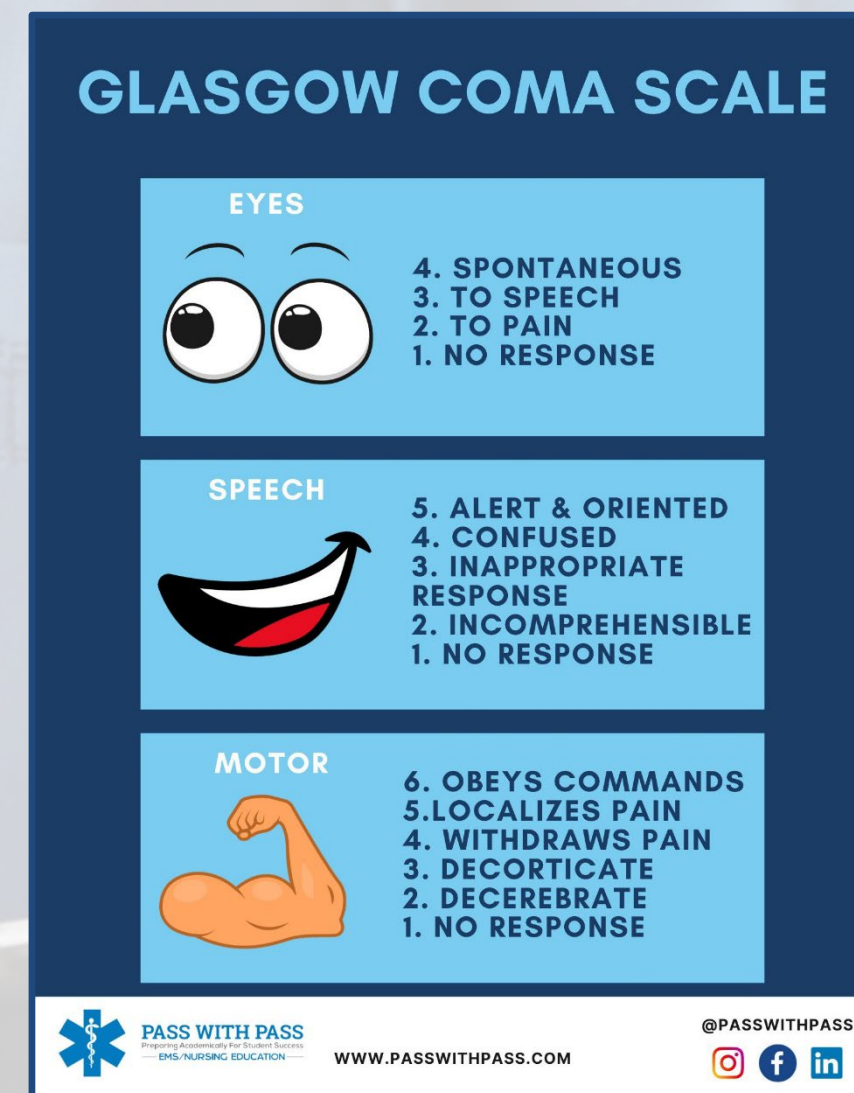 GLASGOW COMA SCALE
EYES
4. SPONTANEOUS
3. TO SPEECH
2. TO PAIN
1. NO RESPONSE
SPEECH
5. ALERT & ORIENTED
4. CONFUSED
3. INAPPROPRIATE
RESPONSE
2. INCOMPREHENSIBLE
1. NO RESPONSE
MOTOR
6. OBEYS COMMANDS
5.LOCALIZES PAIN
4. WITHDRAWS PAIN
3. DECORTICATE
2. DECEREBRATE
1. NO RESPONSE
PASS WITH PASS
Preparing Academically For Student Success
EMS/NURSING EDUCATION
WWW.PASSWITHPASS.COM
@PASSWITHPASS